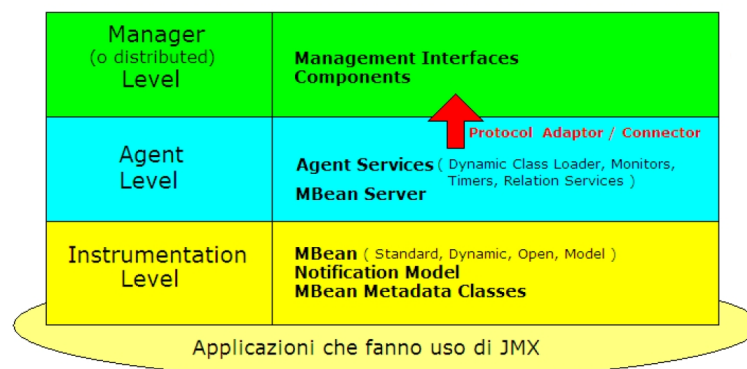 Manager
(o distributed)
Level
Management Interfaces
Components
Protocol Adaptor / Connector
Agent
Level
Agent Services ( Dynamic Class Loader, Monitors,
Timers, Relation Services )
MBean Server
Instrumentation
Level
MBean ( Standard, Dynamic, Open, Model )
Notification Model
MBean Metadata Classes
Applicazioni che fanno uso di JMX